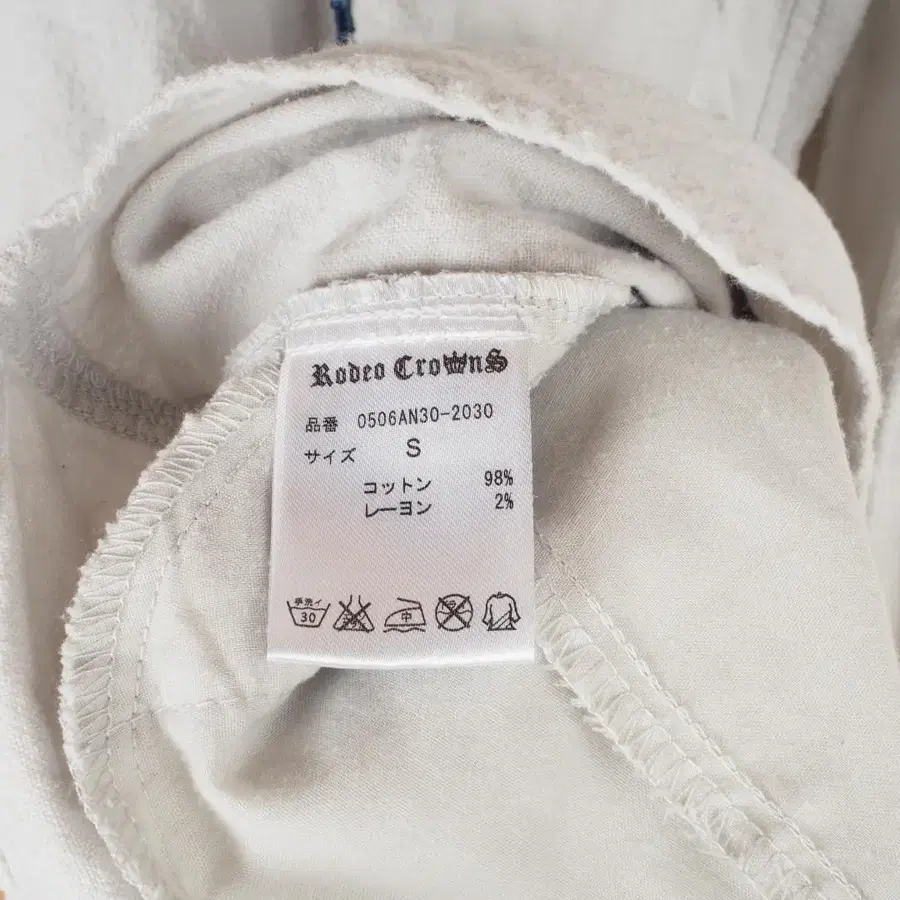 Rodeo Crowns
品番 0506AN30-2030
サイズ S
コットン 98%
レーヨン 2%
手洗イ 30 中